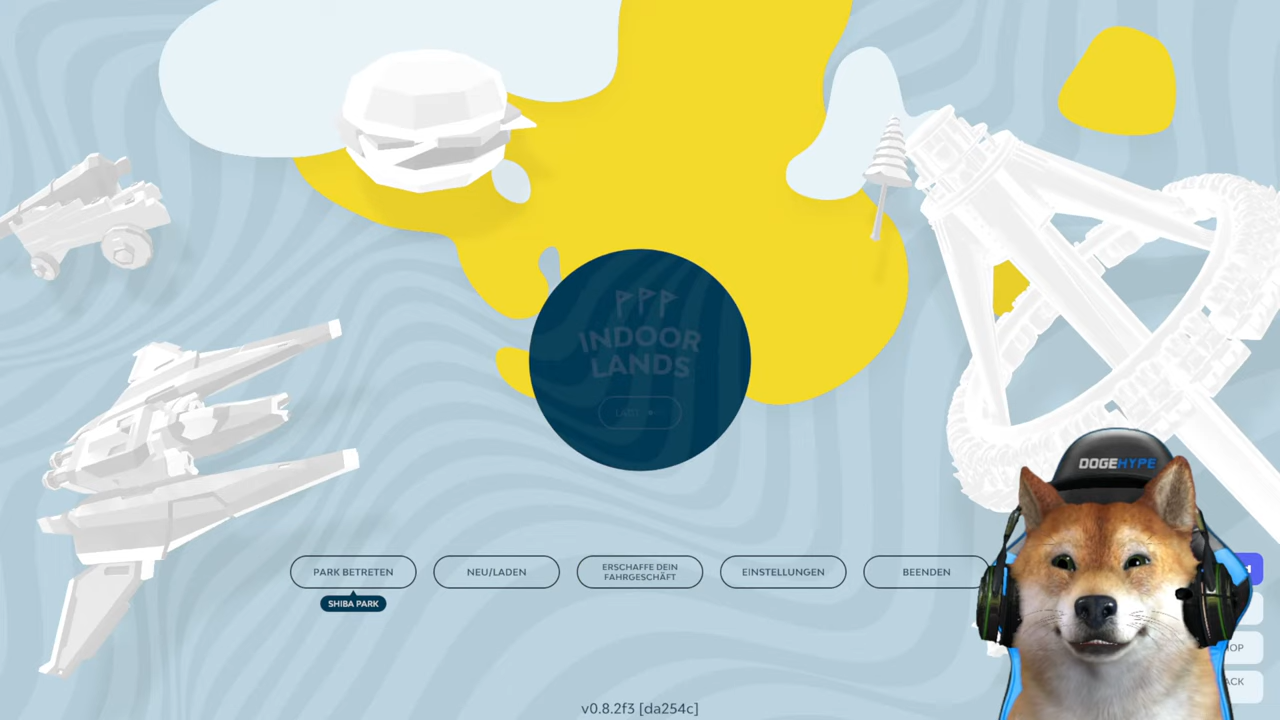 INDOOR
LANDS
DOGEHYPE
PARK BETRETEN
NEU/LADEN
ERSCHAFFE DEIN
FAHRGESCHÄFT
EINSTELLUNGEN
BEENDEN
SHIBA PARK
v0.8.2f3 [da254c]